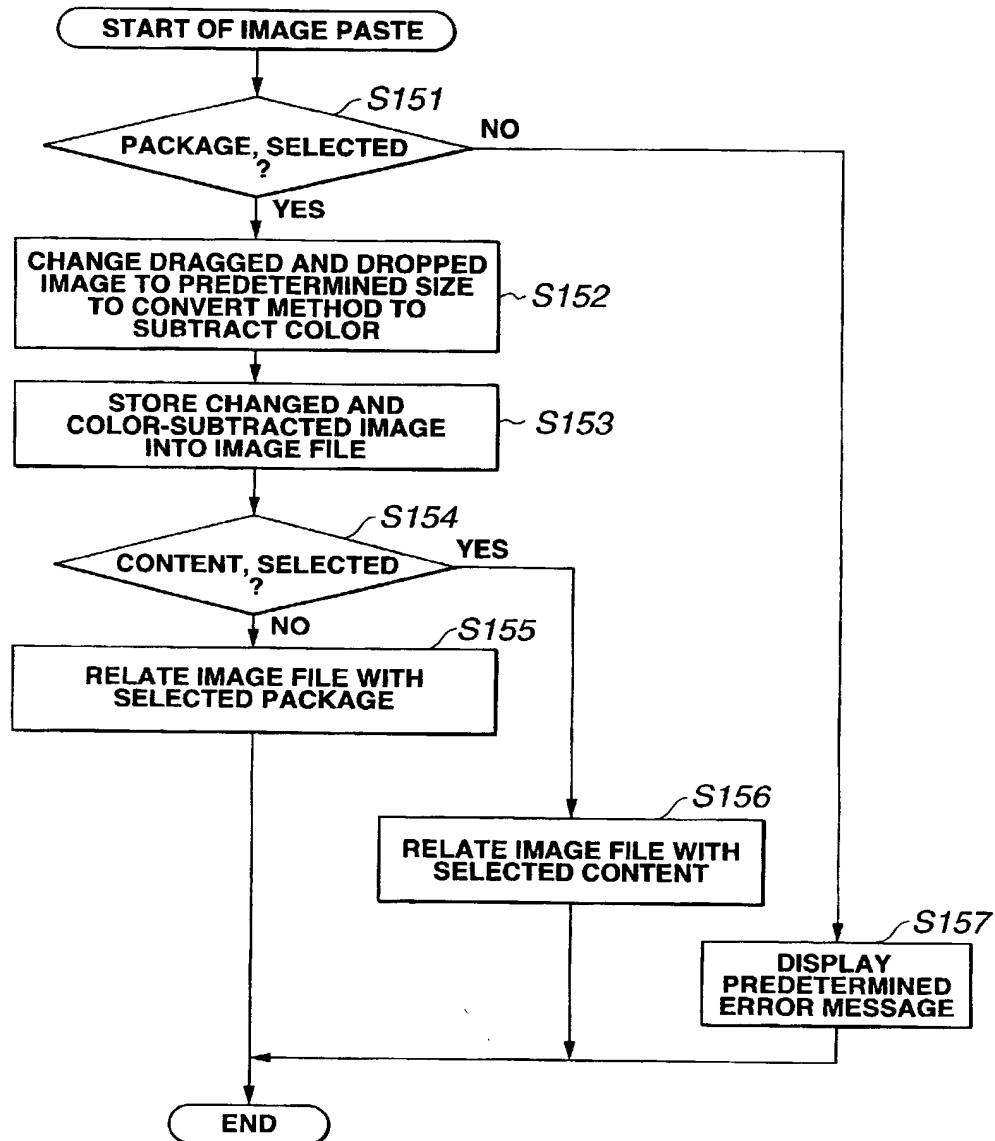 START OF IMAGE PASTE
S151
PACKAGE, SELECTED
?
NO
YES
CHANGE DRAGGED AND DROPPED
IMAGE TO PREDETERMINED SIZE
TO CONVERT METHOD TO
SUBTRACT COLOR
S152
STORE CHANGED AND
COLOR-SUBTRACTED IMAGE
INTO IMAGE FILE
S153
S154
CONTENT, SELECTED
?
YES
NO
S155
RELATE IMAGE FILE WITH
SELECTED PACKAGE
S156
RELATE IMAGE FILE WITH
SELECTED CONTENT
S157
DISPLAY
PREDETERMINED
ERROR MESSAGE
END